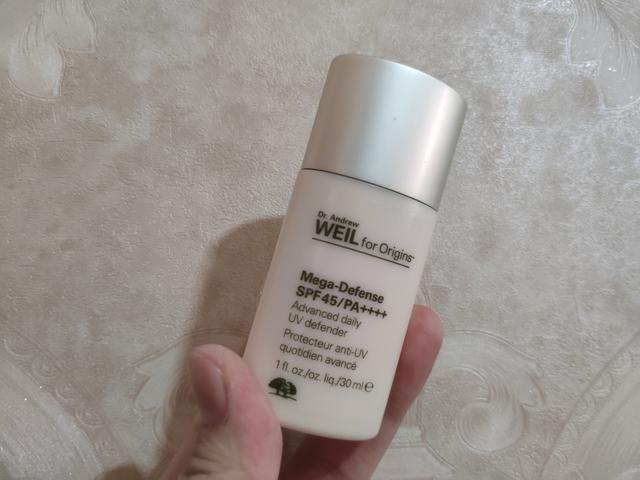 Dr. Andrew
WEIL for Origins™
Mega-Defense
SPF45/PA++++
Advanced daily
UV defender
Protecteur anti-UV
quotidien avancé
1 fl. oz./oz. liq./30 ml ℮